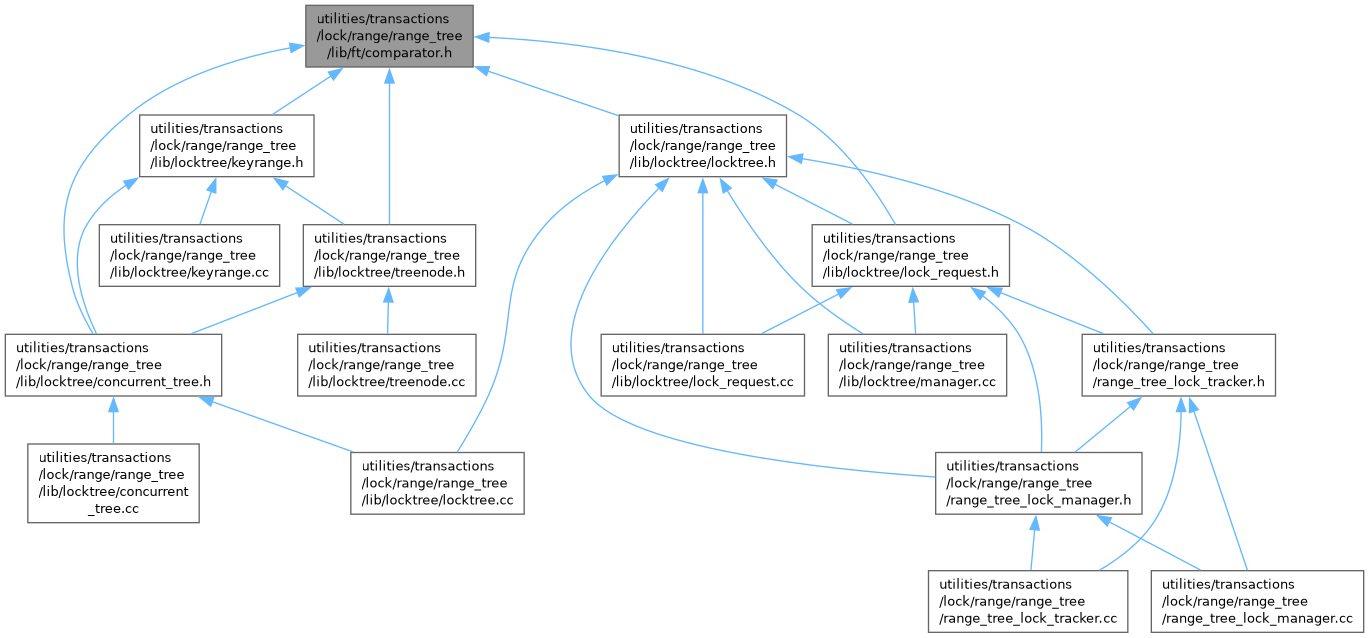 utilities/transactions
/lock/range/range_tree
/lib/ft/comparator.h
utilities/transactions
/lock/range/range_tree
/lib/locktree/keyrange.h
utilities/transactions
/lock/range/range_tree
/lib/locktree/locktree.h
utilities/transactions
/lock/range/range_tree
/lib/locktree/keyrange.cc
utilities/transactions
/lock/range/range_tree
/lib/locktree/treenode.h
utilities/transactions
/lock/range/range_tree
/lib/locktree/lock_request.h
utilities/transactions
/lock/range/range_tree
/lib/locktree/concurrent_tree.h
utilities/transactions
/lock/range/range_tree
/lib/locktree/treenode.cc
utilities/transactions
/lock/range/range_tree
/lib/locktree/lock_request.cc
utilities/transactions
/lock/range/range_tree
/lib/locktree/manager.cc
utilities/transactions
/lock/range/range_tree
/range_tree_lock_tracker.h
utilities/transactions
/lock/range/range_tree
/lib/locktree/concurrent
_tree.cc
utilities/transactions
/lock/range/range_tree
/lib/locktree/locktree.cc
utilities/transactions
/lock/range/range_tree
/range_tree_lock_manager.h
utilities/transactions
/lock/range/range_tree
/range_tree_lock_tracker.cc
utilities/transactions
/lock/range/range_tree
/range_tree_lock_manager.cc